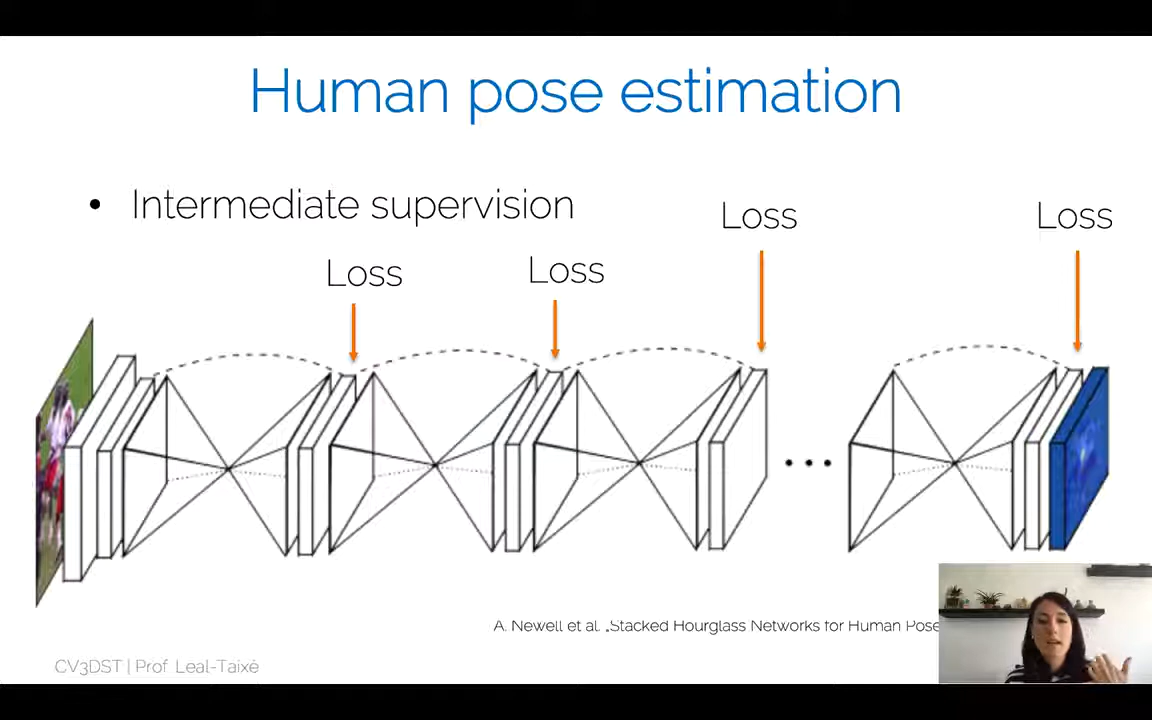 Human pose estimation
• Intermediate supervision
Loss
Loss
Loss
Loss
A. Newell et al. „Stacked Hourglass Networks for Human Pose
CV3DST | Prof. Leal-Taixé